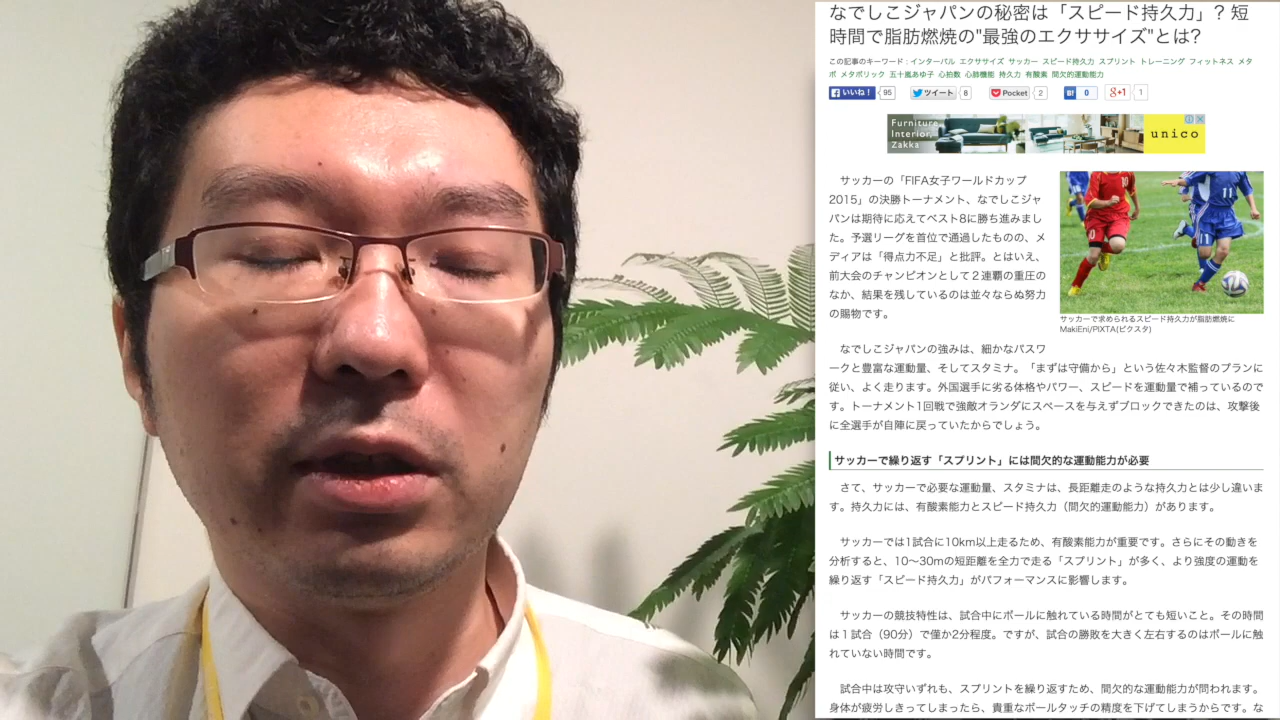 なでしこジャパンの秘密は「スピード持久力」? 短
時間で脂肪燃焼の"最強のエクササイズ"とは?
この記事のキーワード : インターバル エクササイズ サッカー スピード持久力 スプリント トレーニング フィットネス メタ
ボ メタボリック 五十嵐あゆ子 心拍数 心肺機能 持久力 有酸素 間欠的運動能力
いいね! 95 ツイート 8 Pocket 2 B! 0 g+1 1
Furniture
Interior,
Zakka
unico
サッカーの「FIFA女子ワールドカップ
2015」の決勝トーナメント、なでしこジャ
パンは期待に応えてベスト8に勝ち進みまし
た。予選リーグを首位で通過したものの、メ
ディアは「得点力不足」と批評。とはいえ、
前大会のチャンピオンとして2連覇の重圧の
なか、結果を残しているのは並々ならぬ努力
の賜物です。
10
11
11
サッカーで求められるスピード持久力が脂肪燃焼に
MakiEni/PIXTA(ピクスタ)
なでしこジャパンの強みは、細かなパスワ
ークと豊富な運動量、そしてスタミナ。「まずは守備から」という佐々木監督のプランに
従い、よく走ります。外国選手に劣る体格やパワー、スピードを運動量で補っているので
す。トーナメント1回戦で強敵オランダにスペースを与えずブロックできたのは、攻撃後
に全選手が自陣に戻っていたからでしょう。
サッカーで繰り返す「スプリント」には間欠的な運動能力が必要
さて、サッカーで必要な運動量、スタミナは、長距離走のような持久力とは少し違いま
す。持久力には、有酸素能力とスピード持久力（間欠的運動能力）があります。
サッカーでは1試合に10km以上走るため、有酸素能力が重要です。さらにその動きを
分析すると、10〜30mの短距離を全力で走る「スプリント」が多く、より強度の運動を
繰り返す「スピード持久力」がパフォーマンスに影響します。
サッカーの競技特性は、試合中にボールに触れている時間がとても短いこと。その時間
は1試合（90分）で僅か2分程度。ですが、試合の勝敗を大きく左右するのはボールに触
れていない時間です。
試合中は攻守いずれも、スプリントを繰り返すため、間欠的な運動能力が問われます。
身体が疲労しきってしまったら、貴重なボールタッチの精度を下げてしまうからです。な